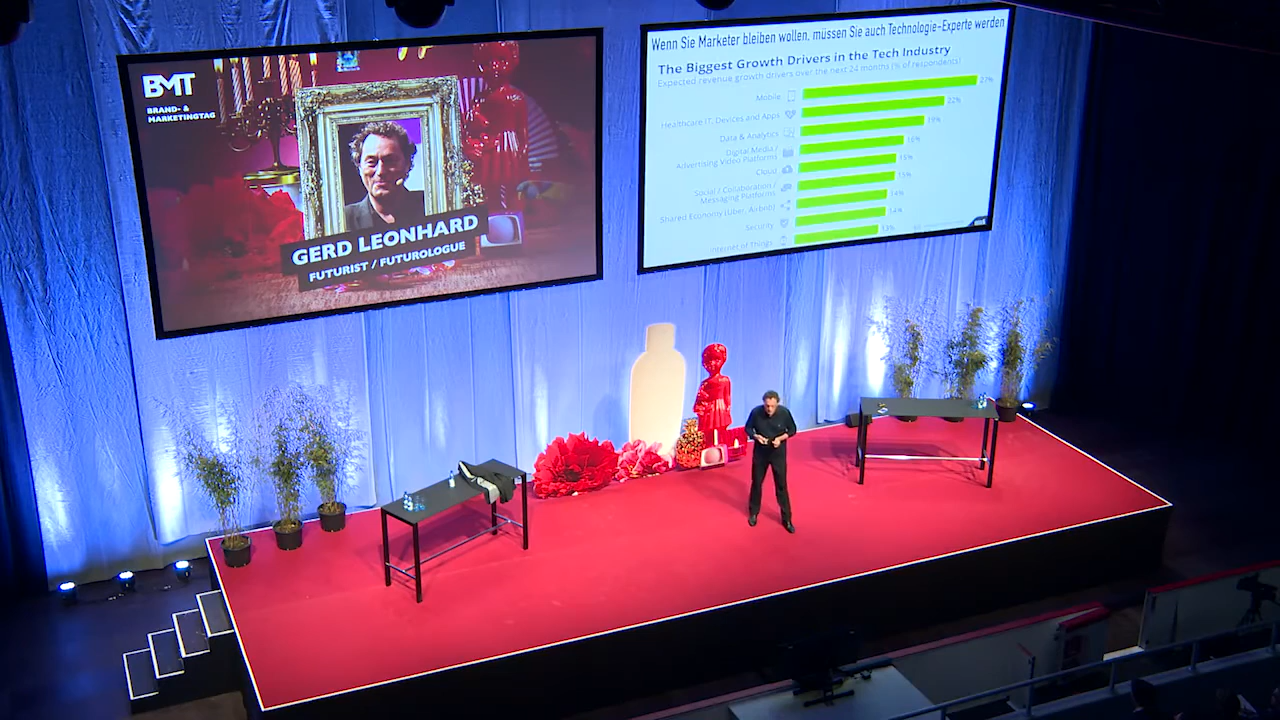 BMT
BRAND- &
MARKETINGTAG
GERD LEONHARD
FUTURIST / FUTUROLOGUE
Wenn Sie Marketer bleiben wollen, müssen Sie auch Technologie-Experte werden
The Biggest Growth Drivers in the Tech Industry
Expected revenue growth drivers over the next 24 months (% of respondents)
Mobile 27%
Healthcare IT, Devices and Apps 22%
Data & Analytics 19%
Digital Media /
Advertising Video Platforms 16%
Cloud 15%
Social / Collaboration /
Messaging Platforms 15%
Shared Economy (Uber, Airbnb) 14%
Security 14%
Internet of Things 13%